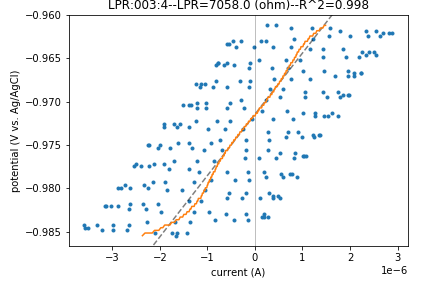 LPR:003:4--LPR=7058.0 (ohm)--R^2=0.998
potential (V vs. Ag/AgCl)
−0.960
−0.965
−0.970
−0.975
−0.980
−0.985
−3 −2 −1 0 1 2 3
1e−6
current (A)